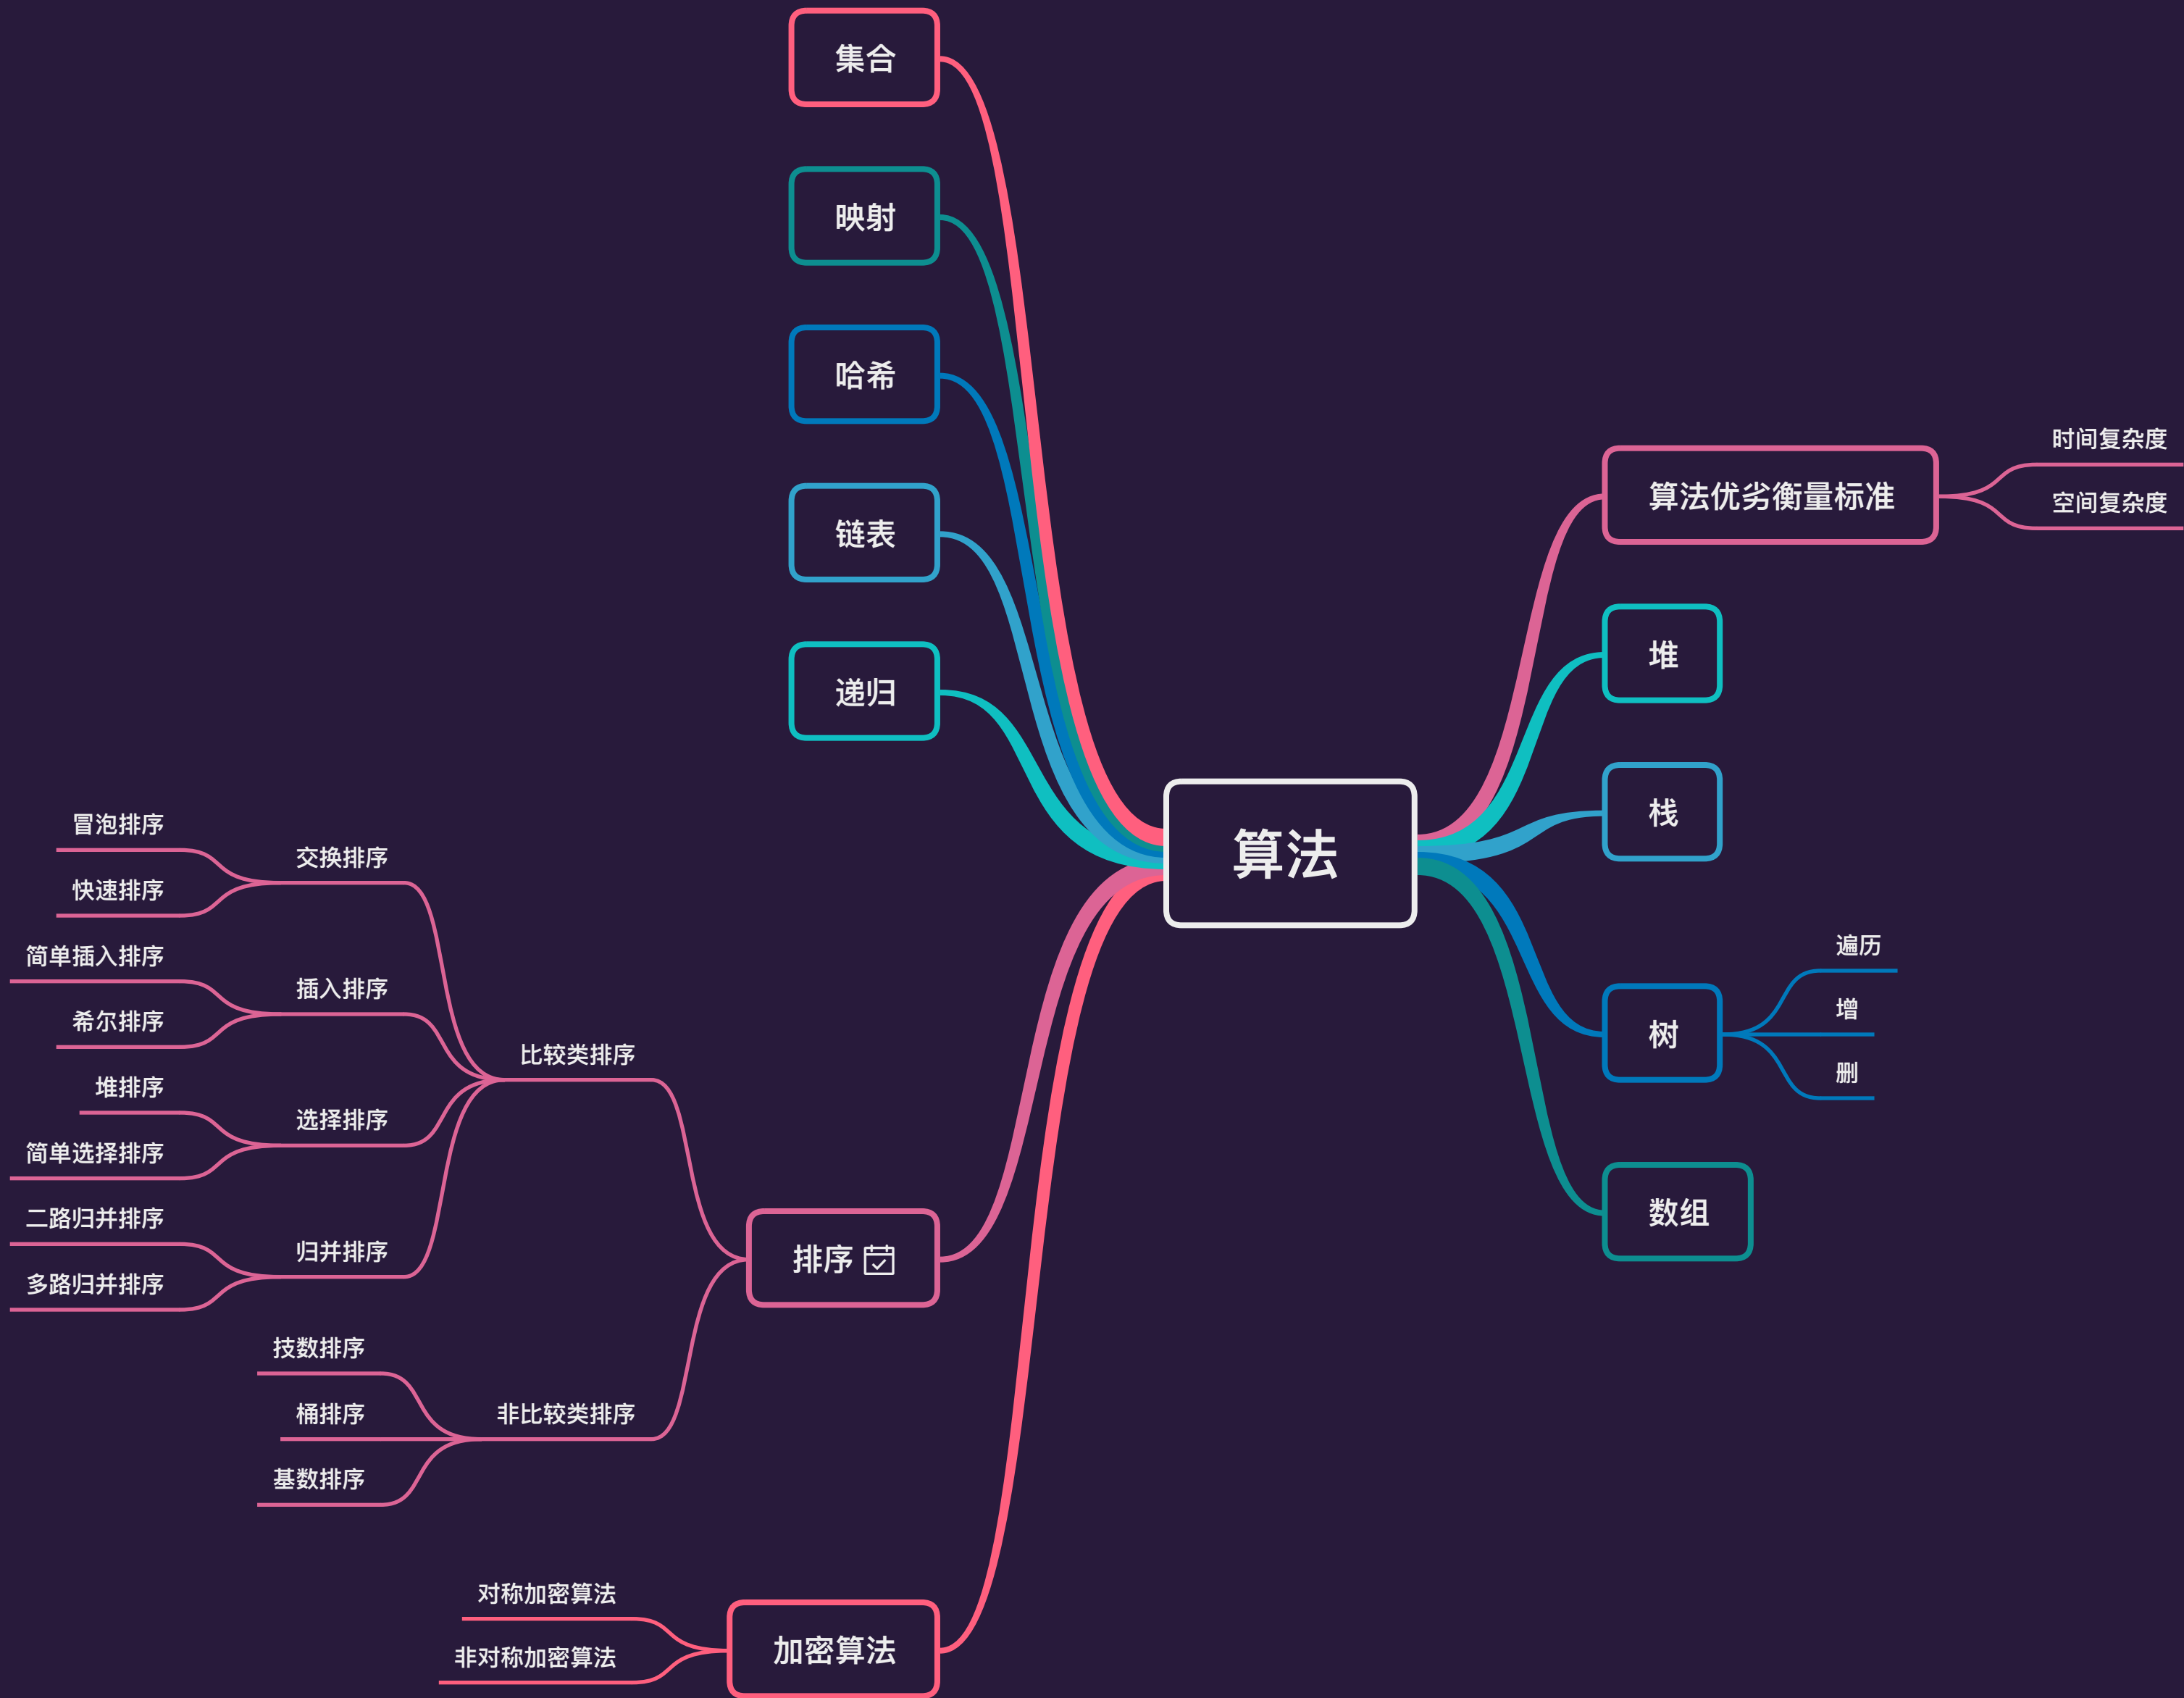 集合
映射
哈希
链表
递归
算法优劣衡量标准
时间复杂度
空间复杂度
堆
栈
算法
树
遍历
增
删
数组
冒泡排序
快速排序
交换排序
简单插入排序
希尔排序
插入排序
比较类排序
堆排序
简单选择排序
选择排序
二路归并排序
多路归并排序
归并排序
排序
技数排序
桶排序
基数排序
非比较类排序
对称加密算法
非对称加密算法
加密算法